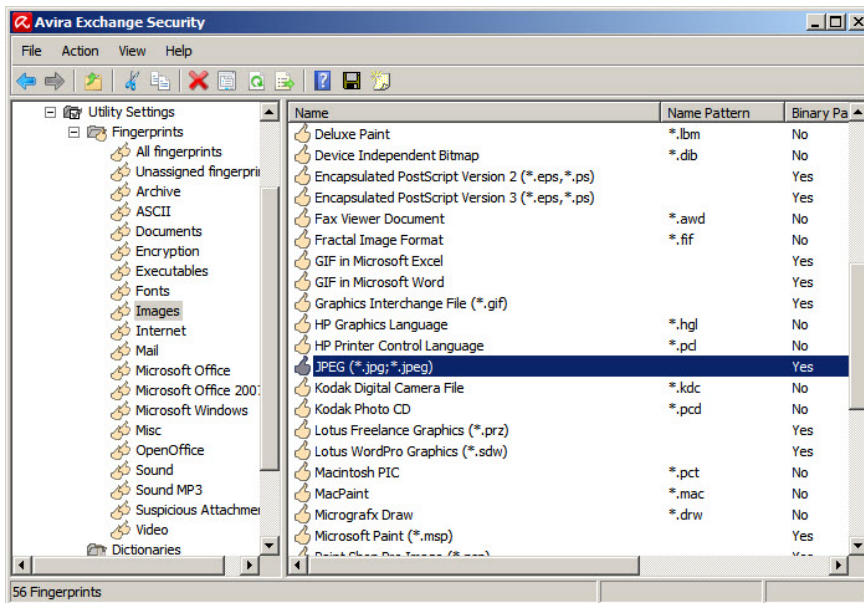 Avira Exchange Security
File Action View Help
Utility Settings
Fingerprints
All fingerprints
Unassigned fingerpri
Archive
ASCII
Documents
Encryption
Executables
Fonts
Images
Internet
Mail
Microsoft Office
Microsoft Office 200
Microsoft Windows
Misc
OpenOffice
Sound
Sound MP3
Suspicious Attachme
Video
Dictionaries
Name Name Pattern Binary Pa
Deluxe Paint *.lbm No
Device Independent Bitmap *.dib No
Encapsulated PostScript Version 2 (*.eps,*.ps) Yes
Encapsulated PostScript Version 3 (*.eps,*.ps) Yes
Fax Viewer Document *.awd No
Fractal Image Format *.fif No
GIF in Microsoft Excel Yes
GIF in Microsoft Word Yes
Graphics Interchange File (*.gif) Yes
HP Graphics Language *.hgl No
HP Printer Control Language *.pcl No
JPEG (*.jpg;*.jpeg) Yes
Kodak Digital Camera File *.kdc No
Kodak Photo CD *.pcd No
Lotus Freelance Graphics (*.prz) Yes
Lotus WordPro Graphics (*.sdw) Yes
Macintosh PIC *.pct No
MacPaint *.mac No
Micrografx Draw *.drw No
Microsoft Paint (*.msp) Yes
56 Fingerprints